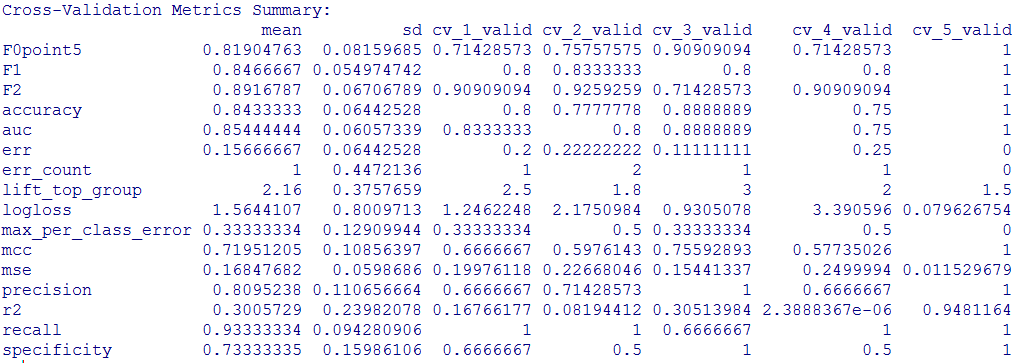 Cross-Validation Metrics Summary:
mean sd cv_1_valid cv_2_valid cv_3_valid cv_4_valid cv_5_valid
F0point5 0.81904763 0.08159685 0.71428573 0.75757575 0.90909094 0.71428573 1
F1 0.8466667 0.054974742 0.8 0.8333333 0.8 0.8 1
F2 0.8916787 0.06706789 0.90909094 0.9259259 0.71428573 0.90909094 1
accuracy 0.8433333 0.06442528 0.8 0.7777778 0.8888889 0.75 1
auc 0.85444444 0.06057339 0.8333333 0.8 0.8888889 0.75 1
err 0.15666667 0.06442528 0.2 0.22222222 0.11111111 0.25 0
err_count 1 0.4472136 1 2 1 1 0
lift_top_group 2.16 0.3757659 2.5 1.8 3 2 1.5
logloss 1.5644107 0.8009713 1.2462248 2.1750984 0.9305078 3.390596 0.079626754
max_per_class_error 0.33333334 0.12909944 0.33333334 0.5 0.33333334 0.5 0
mcc 0.71951205 0.10856397 0.6666667 0.5976143 0.75592893 0.57735026 1
mse 0.16847682 0.0598686 0.19976118 0.22668046 0.15441337 0.2499994 0.011529679
precision 0.8095238 0.110656664 0.6666667 0.71428573 1 0.6666667 1
r2 0.3005729 0.23982078 0.16766177 0.08194412 0.30513984 2.3888367e-06 0.9481164
recall 0.93333334 0.094280906 1 1 0.6666667 1 1
specificity 0.73333335 0.15986106 0.6666667 0.5 1 0.5 1